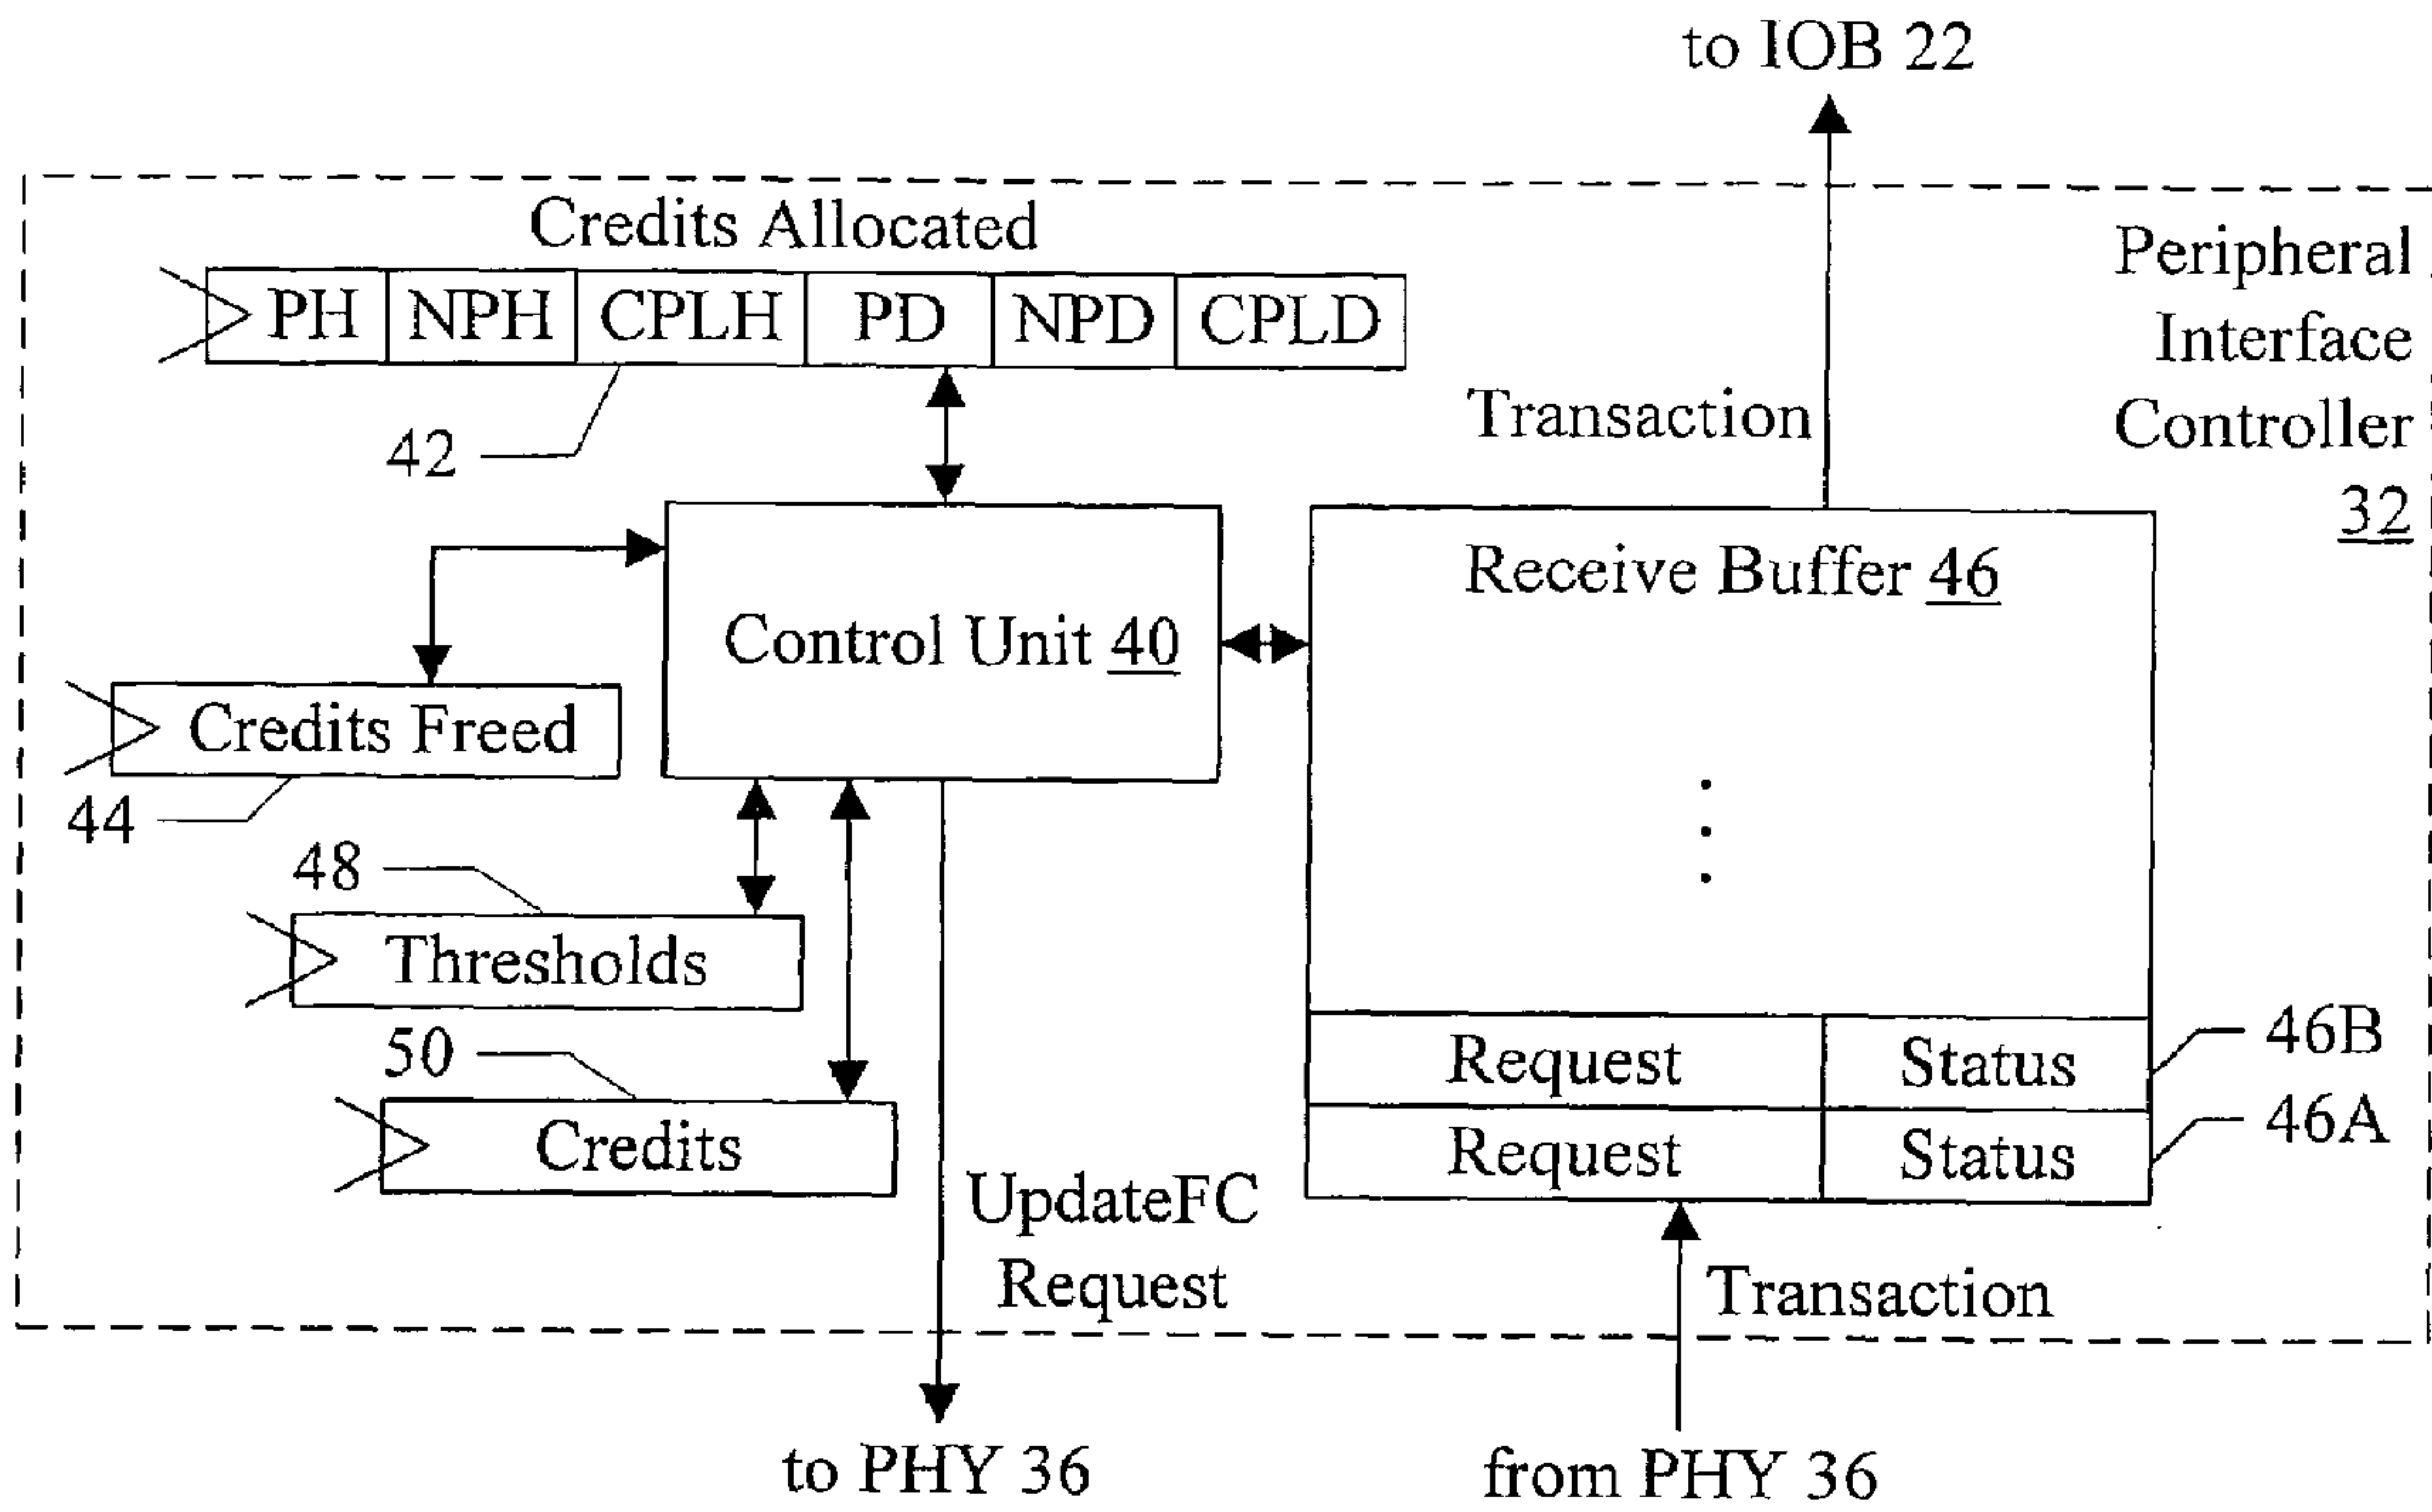 to IOB 22
Credits Allocated
PH NPH CPLH PD NPD CPLD
42
Transaction
Peripheral
Interface
Controller
32
Control Unit 40
Receive Buffer 46
Credits Freed
44
48
Thresholds
50
Credits
UpdateFC
Request
Request Status
46B
Request Status
46A
Transaction
to PHY 36
from PHY 36